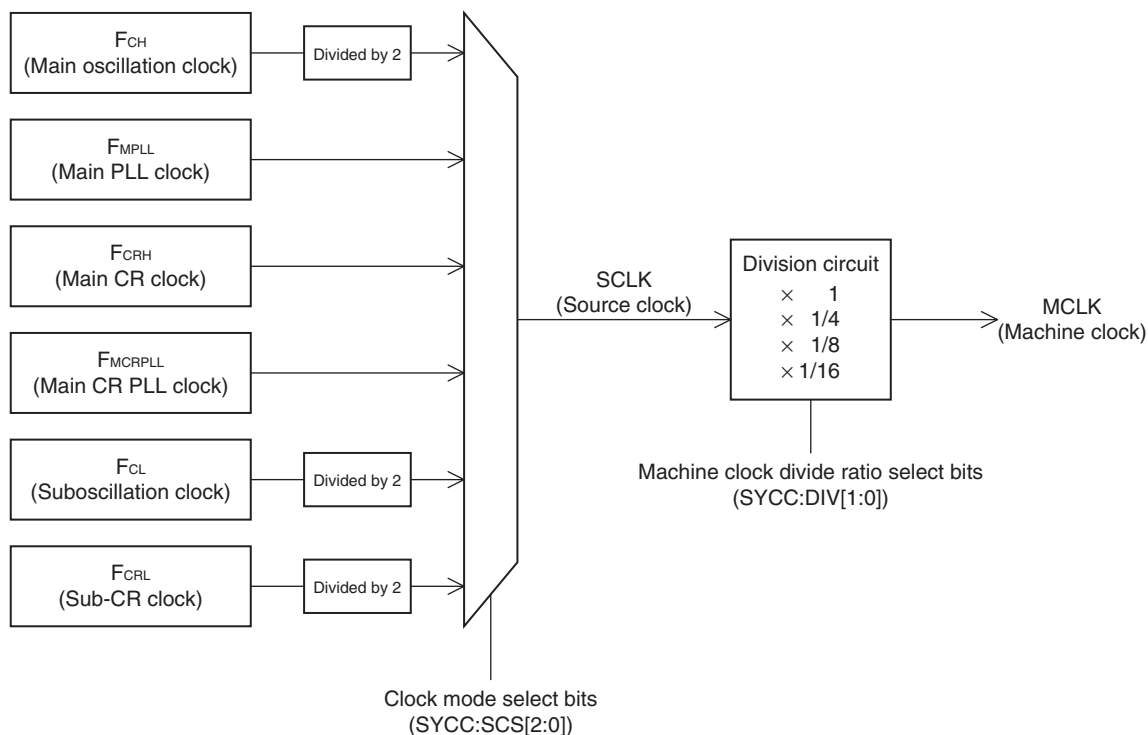 FCH
(Main oscillation clock)
Divided by 2
FMPLL
(Main PLL clock)
FCRH
(Main CR clock)
FMCRPLL
(Main CR PLL clock)
FCL
(Suboscillation clock)
Divided by 2
FCRL
(Sub-CR clock)
Divided by 2
SCLK
(Source clock)
Division circuit
× 1
× 1/4
× 1/8
× 1/16
MCLK
(Machine clock)
Machine clock divide ratio select bits
(SYCC:DIV[1:0])
Clock mode select bits
(SYCC:SCS[2:0])